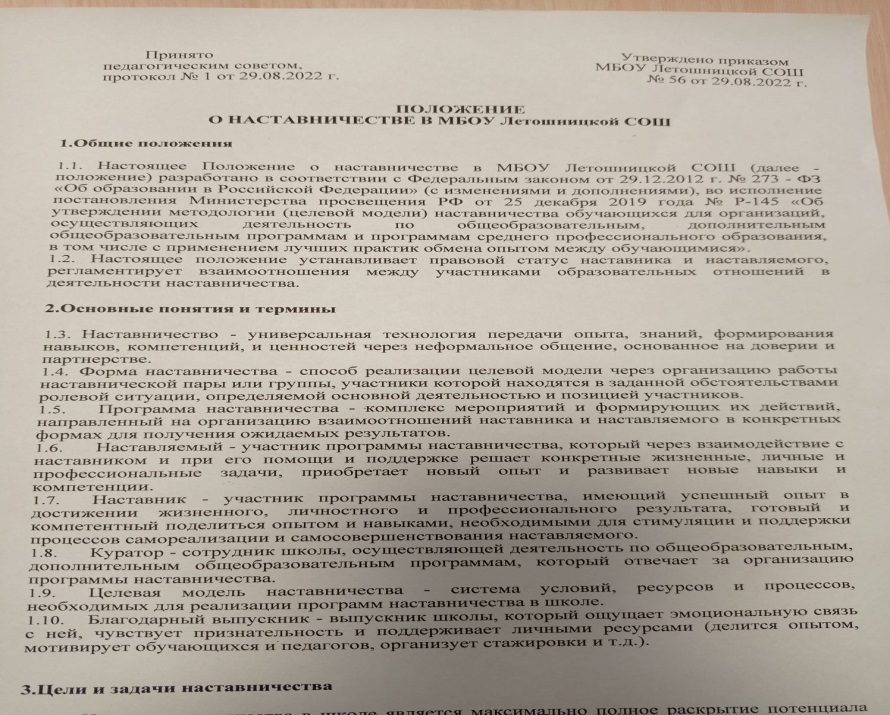 Принято
педагогическим советом,
протокол № 1 от 29.08.2022 г.
Утверждено приказом
МБОУ Летошницкой СОШ
№ 56 от 29.08.2022 г.
ПОЛОЖЕНИЕ
О НАСТАВНИЧЕСТВЕ В МБОУ Летошницкой СОШ
1.Общие положения
1.1. Настоящее Положение о наставничестве в МБОУ Летошницкой СОШ (далее -
положение) разработано в соответствии с Федеральным законом от 29.12.2012 г. № 273 - ФЗ
«Об образовании в Российской Федерации» (с изменениями и дополнениями), во исполнение
постановления Министерства просвещения РФ от 25 декабря 2019 года № Р-145 «Об
утверждении методологии (целевой модели) наставничества обучающихся для организаций,
осуществляющих деятельность по общеобразовательным, дополнительным
общеобразовательным программам и программам среднего профессионального образования,
в том числе с применением лучших практик обмена опытом между обучающимися».
1.2. Настоящее положение устанавливает правовой статус наставника и наставляемого,
регламентирует взаимоотношения между участниками образовательных отношений в
деятельности наставничества.
2.Основные понятия и термины
1.3. Наставничество - универсальная технология передачи опыта, знаний, формирования
навыков, компетенций, и ценностей через неформальное общение, основанное на доверии и
партнерстве.
1.4. Форма наставничества - способ реализации целевой модели через организацию работы
наставнической пары или группы, участники которой находятся в заданной обстоятельствами
ролевой ситуации, определяемой основной деятельностью и позицией участников.
1.5. Программа наставничества - комплекс мероприятий и формирующих их действий,
направленный на организацию взаимоотношений наставника и наставляемого в конкретных
формах для получения ожидаемых результатов.
1.6. Наставляемый - участник программы наставничества, который через взаимодействие с
наставником и при его помощи и поддержке решает конкретные жизненные, личные и
профессиональные задачи, приобретает новый опыт и развивает новые навыки и
компетенции.
1.7. Наставник - участник программы наставничества, имеющий успешный опыт в
достижении жизненного, личностного и профессионального результата, готовый и
компетентный поделиться опытом и навыками, необходимыми для стимуляции и поддержки
процессов самореализации и самосовершенствования наставляемого.
1.8. Куратор - сотрудник школы, осуществляющей деятельность по общеобразовательным,
дополнительным общеобразовательным программам, который отвечает за организацию
программы наставничества.
1.9. Целевая модель наставничества - система условий, ресурсов и процессов,
необходимых для реализации программ наставничества в школе.
1.10. Благодарный выпускник - выпускник школы, который ощущает эмоциональную связь
с ней, чувствует признательность и поддерживает личными ресурсами (делится опытом,
мотивирует обучающихся и педагогов, организует стажировки и т.д.).
3.Цели и задачи наставничества
в школе является максимально полное раскрытие потенциала